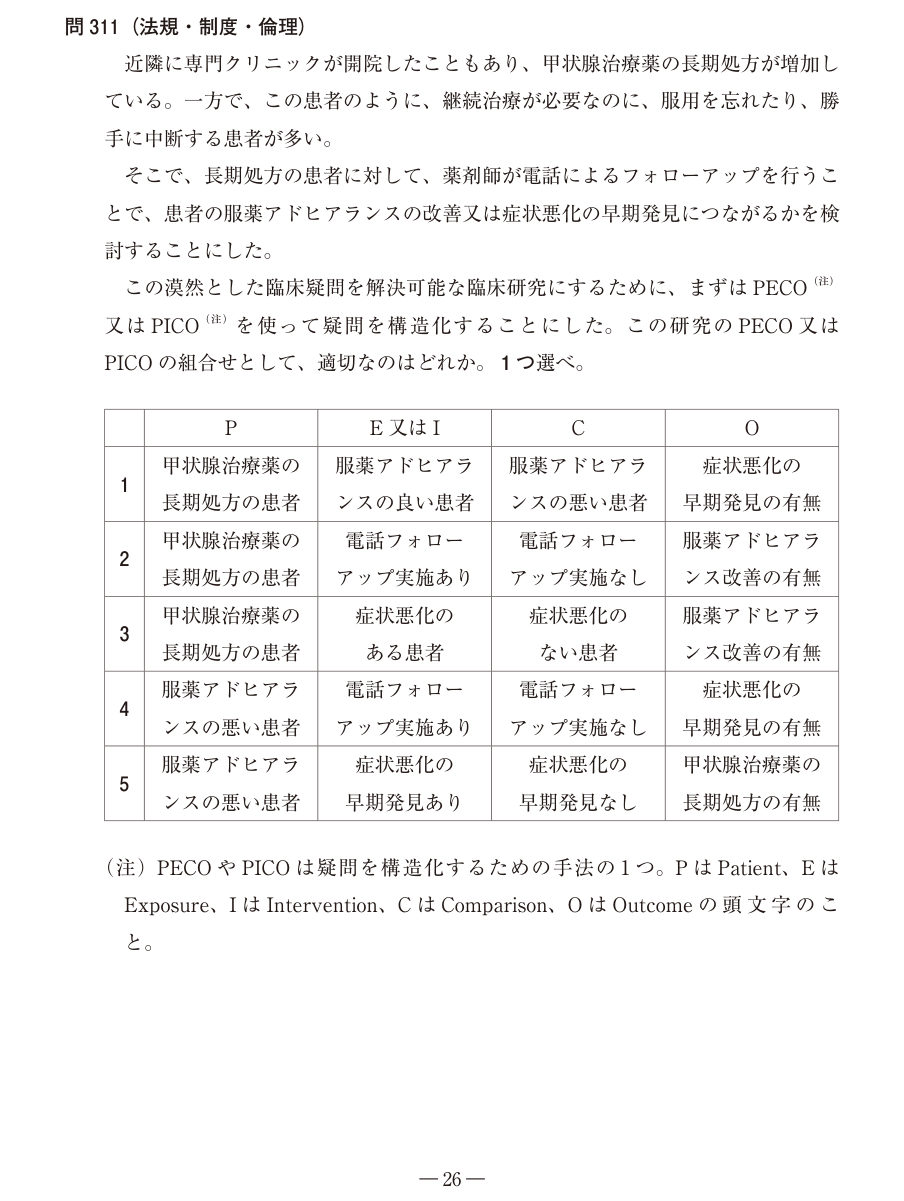 問 311（法規・制度・倫理）
近隣に専門クリニックが開院したこともあり、甲状腺治療薬の長期処方が増加し
ている。一方で、この患者のように、継続治療が必要なのに、服用を忘れたり、勝
手に中断する患者が多い。
そこで、長期処方の患者に対して、薬剤師が電話によるフォローアップを行うこ
とで、患者の服薬アドヒアランスの改善又は症状悪化の早期発見につながるかを検
討することにした。
この漠然とした臨床疑問を解決可能な臨床研究にするために、まずは PECO（注）
又は PICO（注）を使って疑問を構造化することにした。この研究の PECO 又は
PICO の組合せとして、適切なのはどれか。1つ選べ。
P E 又は I C O
1 甲状腺治療薬の 服薬アドヒアラ 服薬アドヒアラ 症状悪化の
長期処方の患者 ンスの良い患者 ンスの悪い患者 早期発見の有無
2 甲状腺治療薬の 電話フォロー 電話フォロー 服薬アドヒアラ
長期処方の患者 アップ実施あり アップ実施なし ンス改善の有無
3 甲状腺治療薬の 症状悪化の 症状悪化の 服薬アドヒアラ
長期処方の患者 ある患者 ない患者 ンス改善の有無
4 服薬アドヒアラ 電話フォロー 電話フォロー 症状悪化の
ンスの悪い患者 アップ実施あり アップ実施なし 早期発見の有無
5 服薬アドヒアラ 症状悪化の 症状悪化の 甲状腺治療薬の
ンスの悪い患者 早期発見あり 早期発見なし 長期処方の有無
（注）PECO や PICO は疑問を構造化するための手法の1つ。P は Patient、E は
Exposure、I は Intervention、C は Comparison、O は Outcome の頭文字のこ
と。
— 26 —